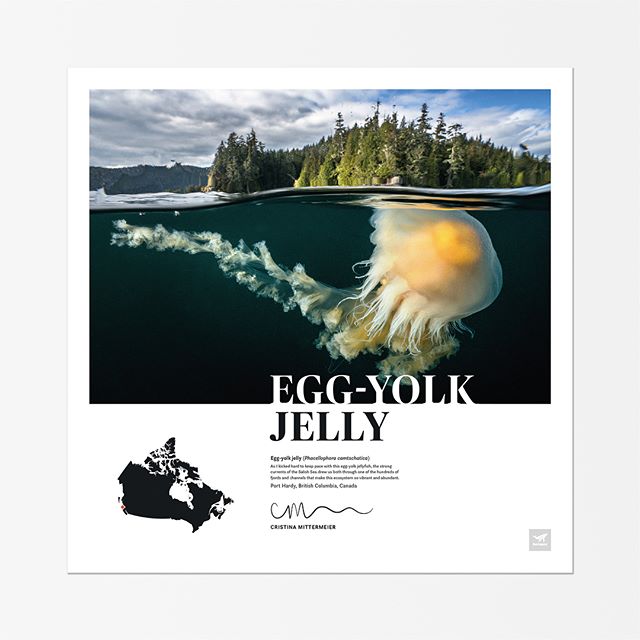 EGG-YOLK
JELLY
Egg-yolk jelly (Phacellophora camtschatica)
As I kicked hard to keep pace with this egg-yolk jellyfish, the strong
currents of the Salish Sea drew us both through one of the hundreds of
fjords and channels that make this ecosystem so vibrant and abundant.
Port Hardy, British Columbia, Canada
CRISTINA MITTERMEIER